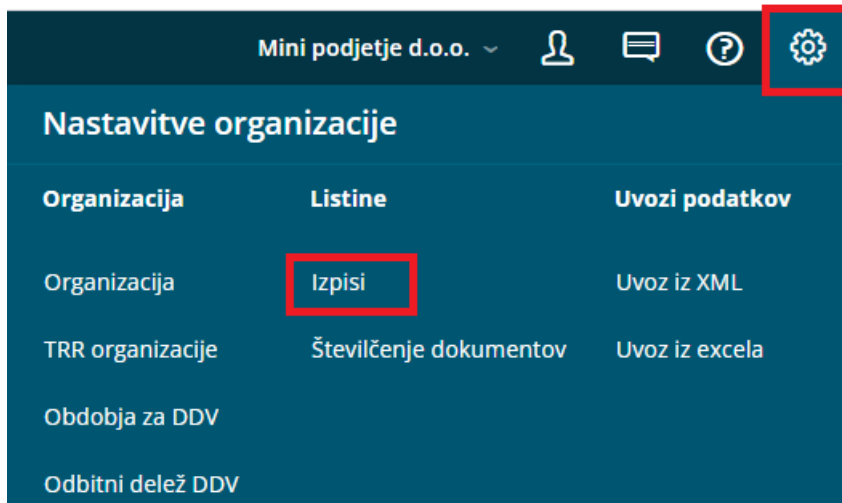 Mini podjetje d.o.o.
Nastavitve organizacije
Organizacija Listine Uvozi podatkov
Organizacija Izpisi Uvoz iz XML
TRR organizacije Številčenje dokumentov Uvoz iz excela
Obdobja za DDV
Odbitni delež DDV